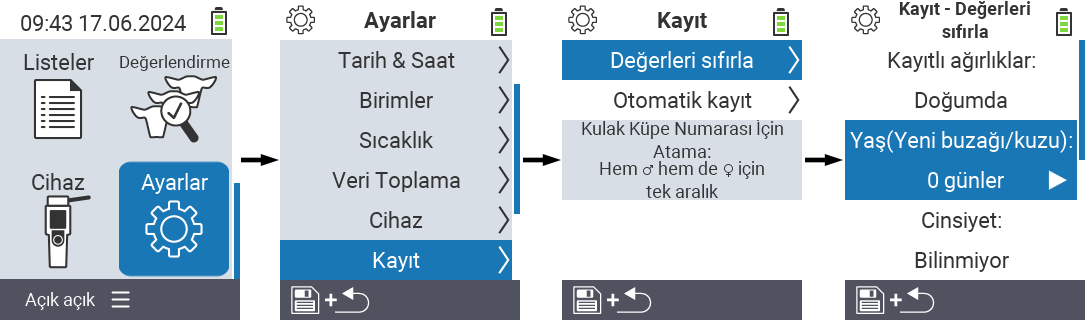 09:43 17.06.2024
Listeler
Değerlendirme
Cihaz
Ayarlar
Açık açık
Ayarlar
Tarih & Saat
Birimler
Sıcaklık
Veri Toplama
Cihaz
Kayıt
+
Kayıt
Değerleri sıfırla
Otomatik kayıt
Kulak Küpe Numarası İçin
Atama:
Hem ♂ hem de ♀ için
tek aralık
+
Kayıt - Değerleri
sıfırla
Kayıtlı ağırlıklar:
Doğumda
Yaş(Yeni buzağı/kuzu):
0 günler
Cinsiyet:
Bilinmiyor
+